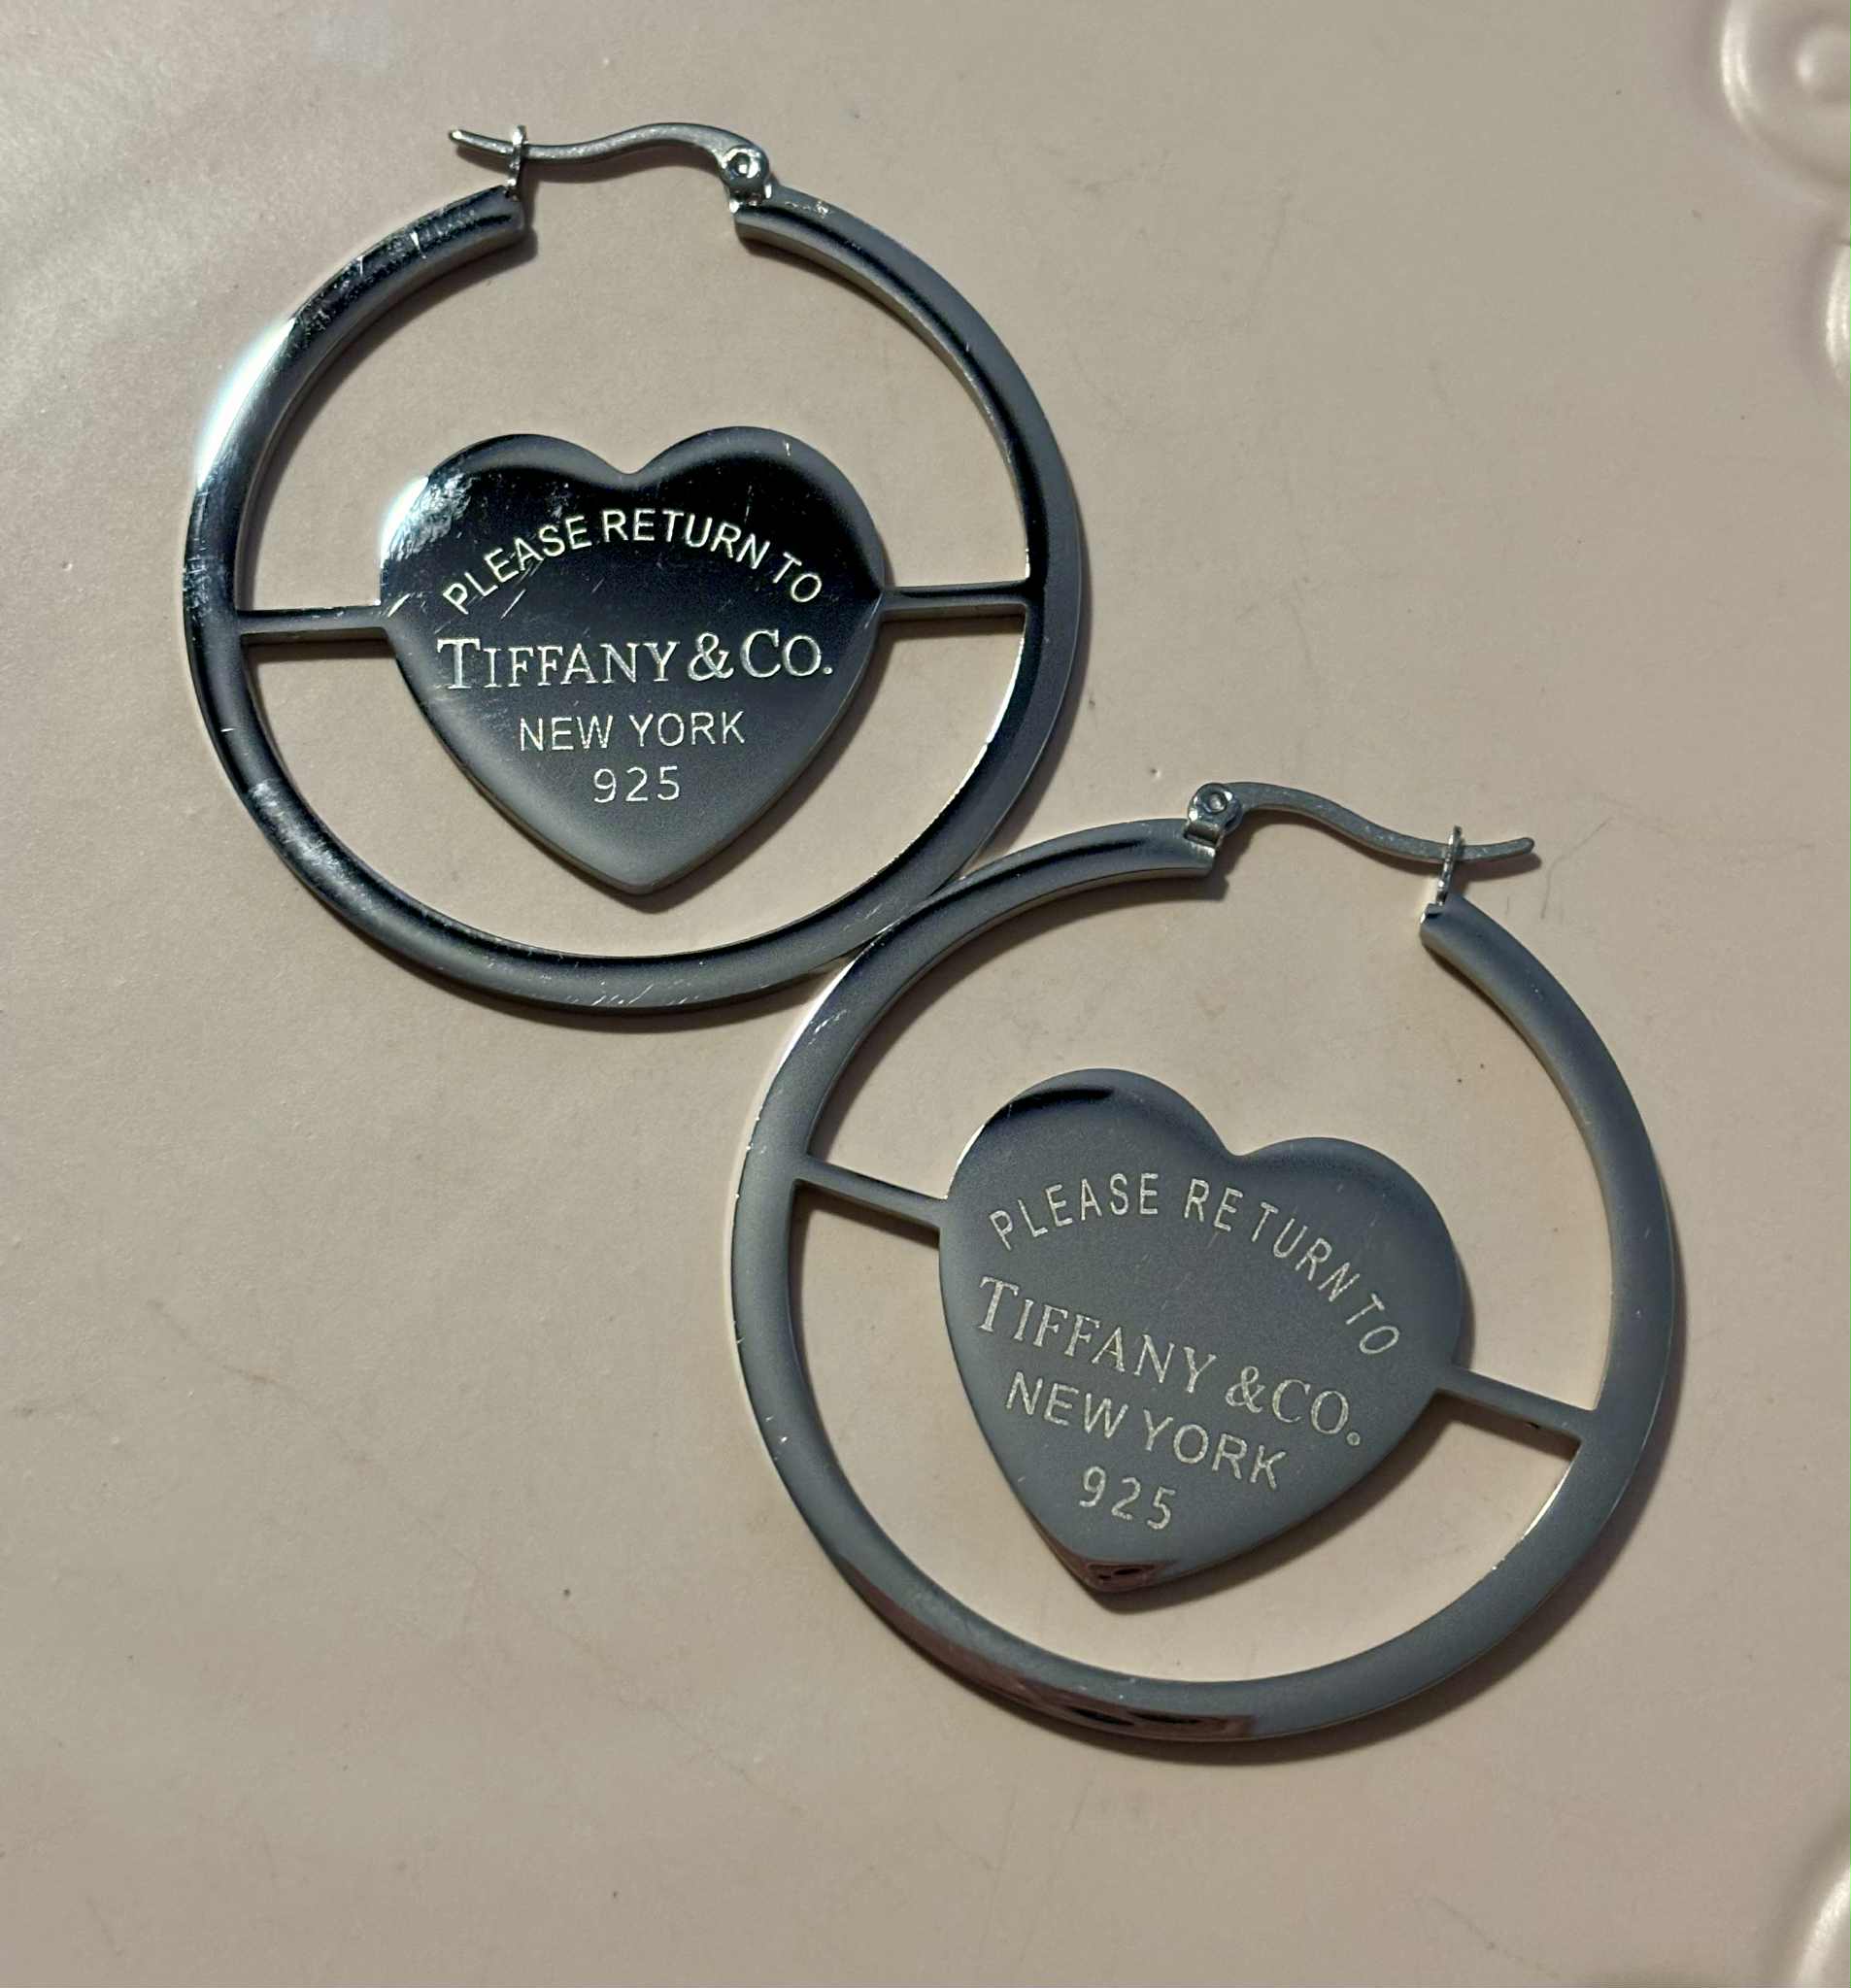 PLEASE RETURN TO
TIFFANY & CO.
NEW YORK
925
PLEASE RETURN TO
TIFFANY & CO.
NEW YORK
925